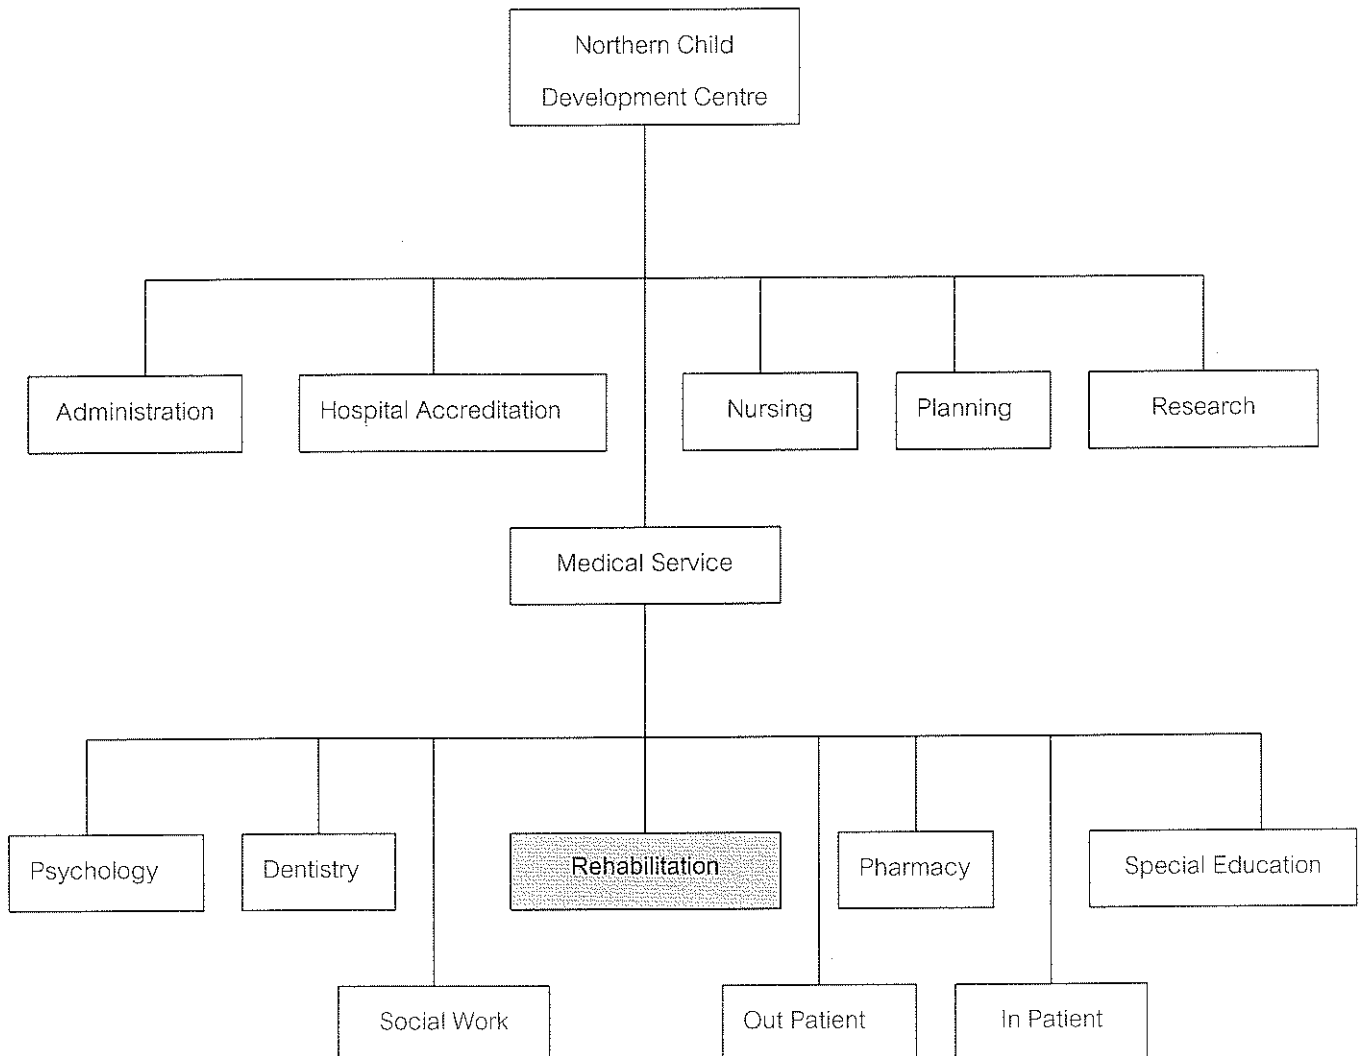 Northern Child
Development Centre
Administration
Hospital Accreditation
Nursing
Planning
Research
Medical Service
Psychology
Dentistry
Rehabilitation
Pharmacy
Special Education
Social Work
Out Patient
In Patient